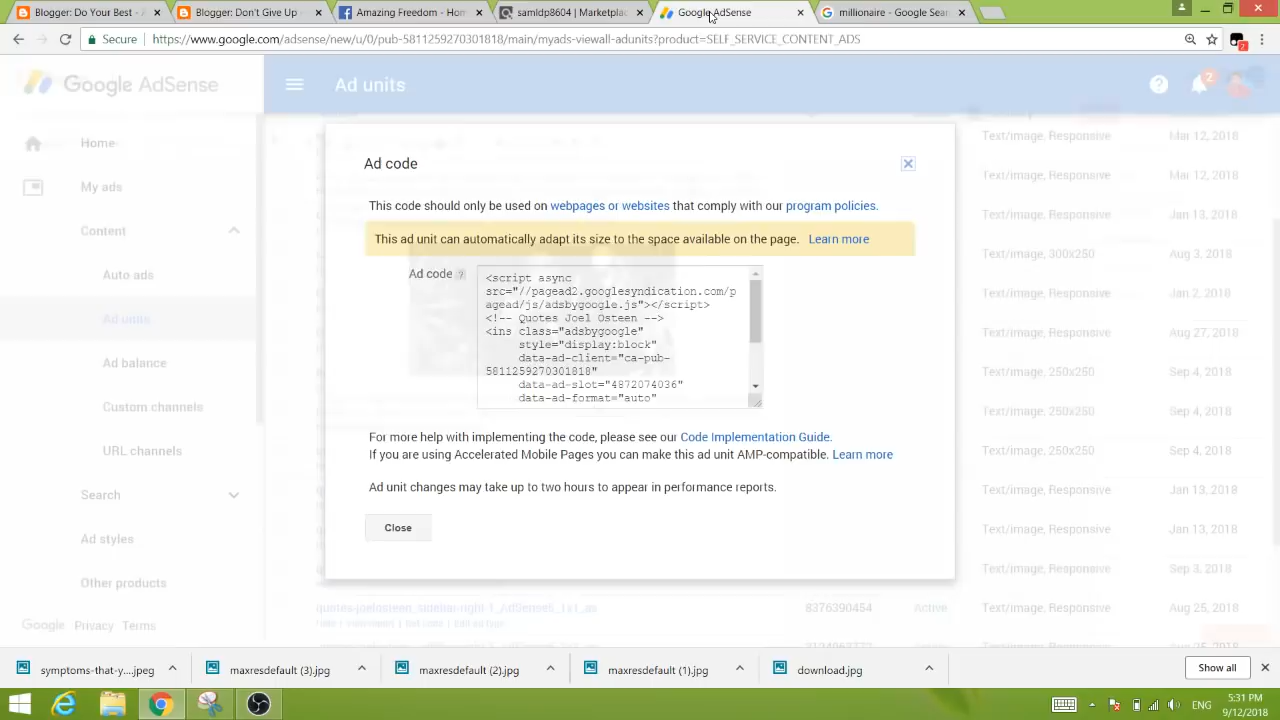 Blogger: Do Your Best -
Blogger: Don't Give Up
Amazing Freedom - Hom
samldp8604 | Marketplac
Google AdSense
millionaire - Google Sear
Secure
https://www.google.com/adsense/new/u/0/pub-5811259270301818/main/myads-viewall-adunits?product=SELF_SERVICE_CONTENT_ADS
2
Google AdSense
Ad units
2
Home
My ads
Content
Auto ads
Ad units
Ad balance
Custom channels
URL channels
Search
Ad styles
Other products
Google Privacy Terms
Ad code
This code should only be used on webpages or websites that comply with our program policies.
This ad unit can automatically adapt its size to the space available on the page. Learn more
Ad code ?
<script async
src="//pagead2.googlesyndication.com/p
agead/js/adsbygoogle.js"></script>
<!-- Quotes Joel Osteen -->
<ins class="adsbygoogle"
style="display:block"
data-ad-client="ca-pub-
5811259270301818"
data-ad-slot="4872074036"
data-ad-format="auto"
For more help with implementing the code, please see our Code Implementation Guide.
If you are using Accelerated Mobile Pages you can make this ad unit AMP-compatible. Learn more
Ad unit changes may take up to two hours to appear in performance reports.
Close
Text/image, Responsive Mar 12, 2018
Text/image, Responsive Mar 12, 2018
Text/image, Responsive Jan 13, 2018
Text/image, 300x250 Aug 3, 2018
Text/image, Responsive Jan 2, 2018
Text/image, Responsive Aug 27, 2018
Text/image, 250x250 Sep 4, 2018
Text/image, 250x250 Sep 4, 2018
Text/image, 250x250 Sep 4, 2018
Text/image, Responsive Jan 13, 2018
Text/image, Responsive Jan 13, 2018
Text/image, Responsive Sep 3, 2018
8376390454 Active Text/image, Responsive Aug 25, 2018
symptoms-that-y....jpeg
maxresdefault (3).jpg
maxresdefault (2).jpg
maxresdefault (1).jpg
download.jpg
Show all
ENG
5:31 PM
9/12/2018